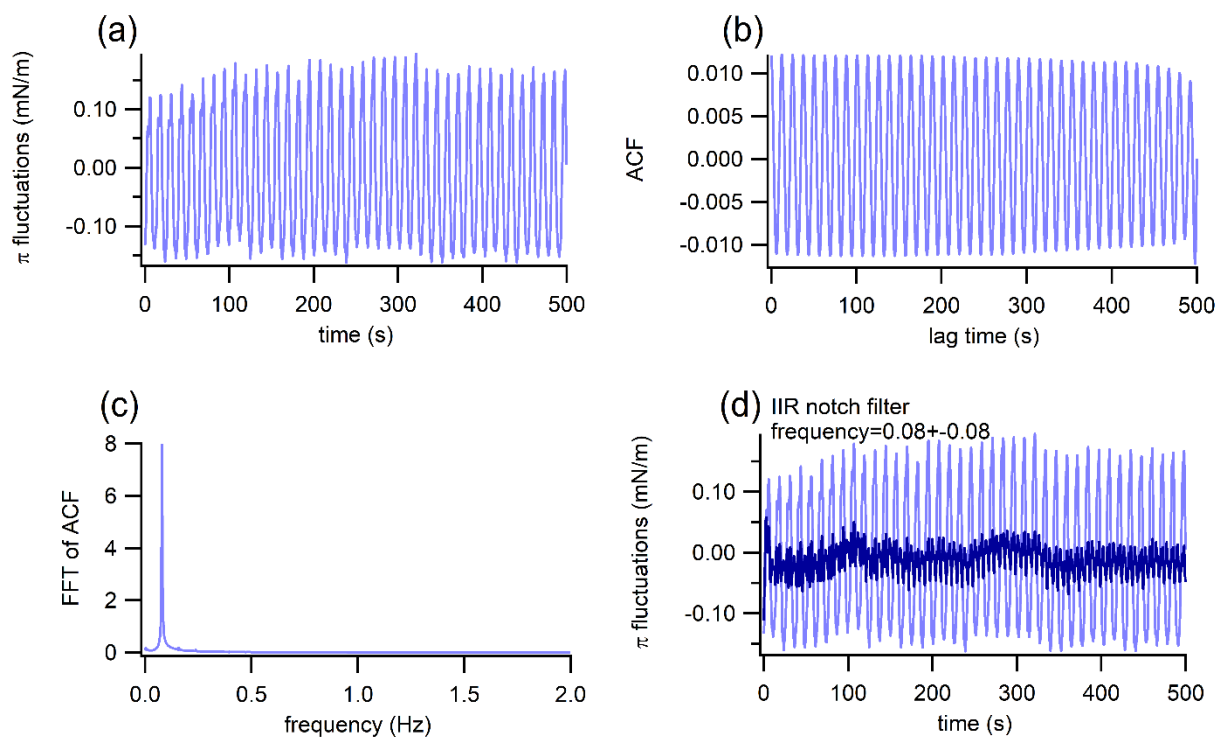 (a)
π fluctuations (mN/m)
0.10
0.00
-0.10
0 100 200 300 400 500
time (s)
(b)
ACF
0.010
0.005
0.000
-0.005
-0.010
0 100 200 300 400 500
lag time (s)
(c)
FFT of ACF
8
6
4
2
0
0.0 0.5 1.0 1.5 2.0
frequency (Hz)
(d)
IIR notch filter
frequency=0.08+-0.08
π fluctuations (mN/m)
0.10
0.00
-0.10
0 100 200 300 400 500
time (s)